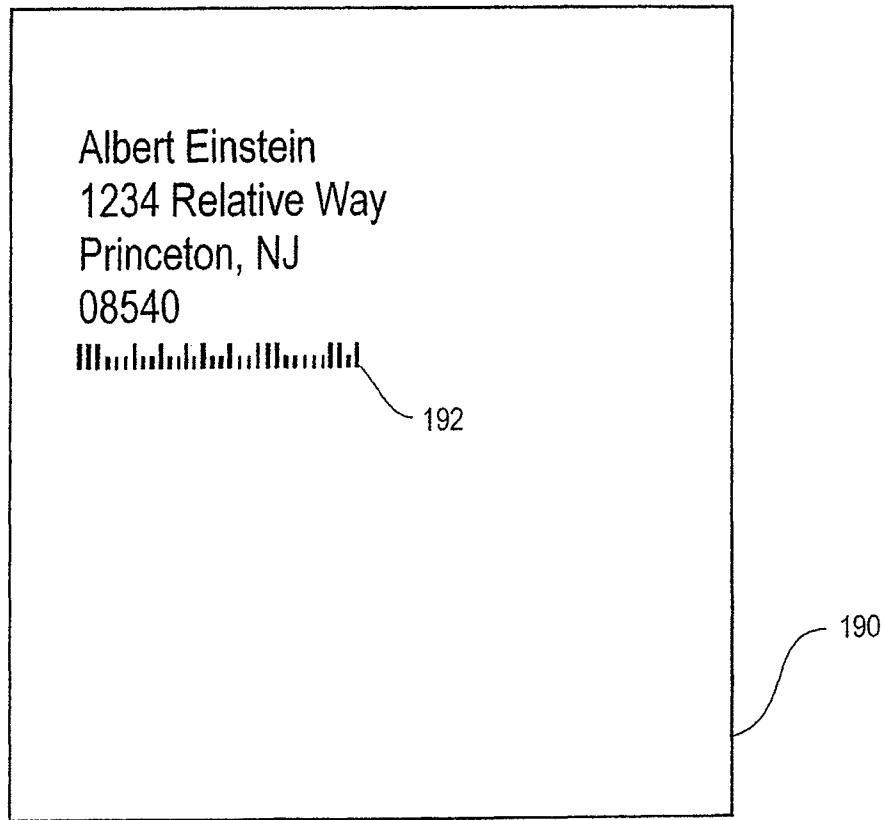 Albert Einstein
1234 Relative Way
Princeton, NJ
08540
192
190